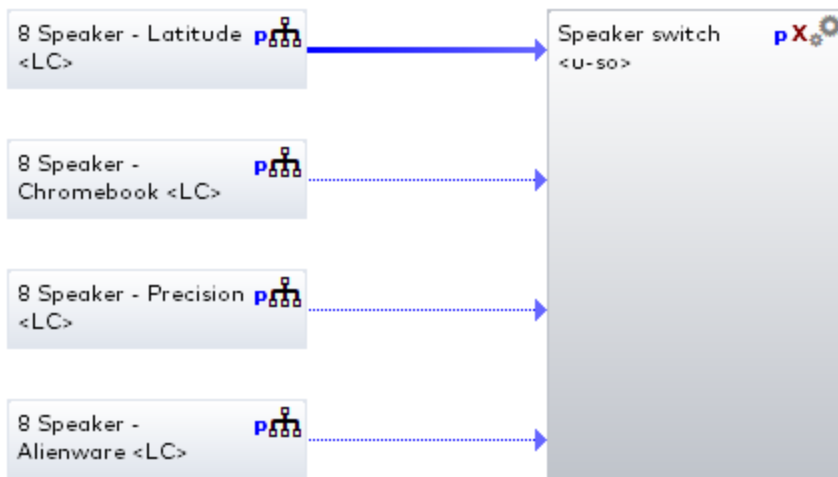 8 Speaker - Latitude p
<LC>
Speaker switch p X
<u-so>
8 Speaker - p
Chromebook <LC>
8 Speaker - Precision p
<LC>
8 Speaker - p
Alienware <LC>